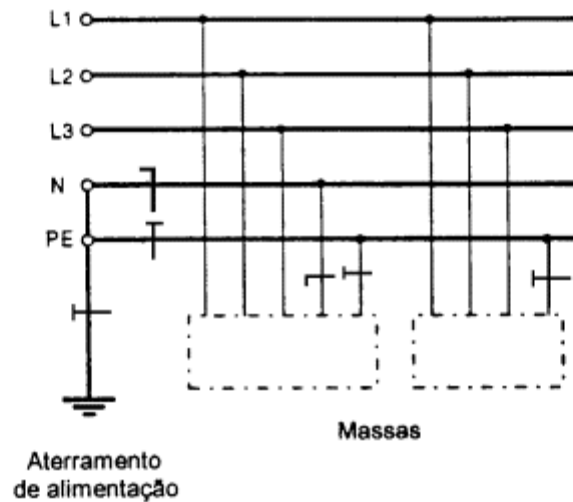 L1
L2
L3
N
PE
Massas
Aterramento
de alimentação